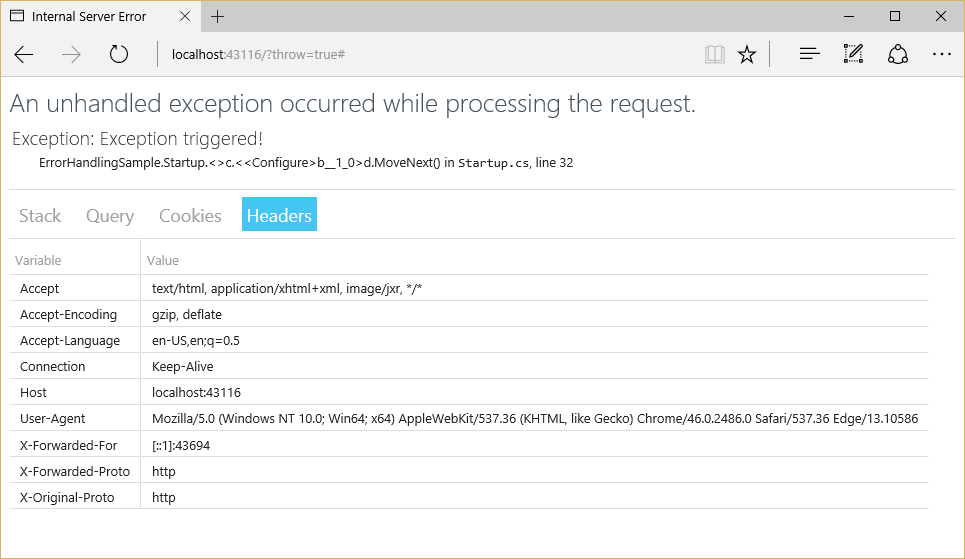 Internal Server Error
localhost:43116/?throw=true#
An unhandled exception occurred while processing the request.
Exception: Exception triggered!
ErrorHandlingSample.Startup.<>c.<<Configure>b__1_0>d.MoveNext() in Startup.cs, line 32
Stack Query Cookies Headers
Variable Value
Accept text/html, application/xhtml+xml, image/jxr, */*
Accept-Encoding gzip, deflate
Accept-Language en-US,en;q=0.5
Connection Keep-Alive
Host localhost:43116
User-Agent Mozilla/5.0 (Windows NT 10.0; Win64; x64) AppleWebKit/537.36 (KHTML, like Gecko) Chrome/46.0.2486.0 Safari/537.36 Edge/13.10586
X-Forwarded-For [::1]:43694
X-Forwarded-Proto http
X-Original-Proto http